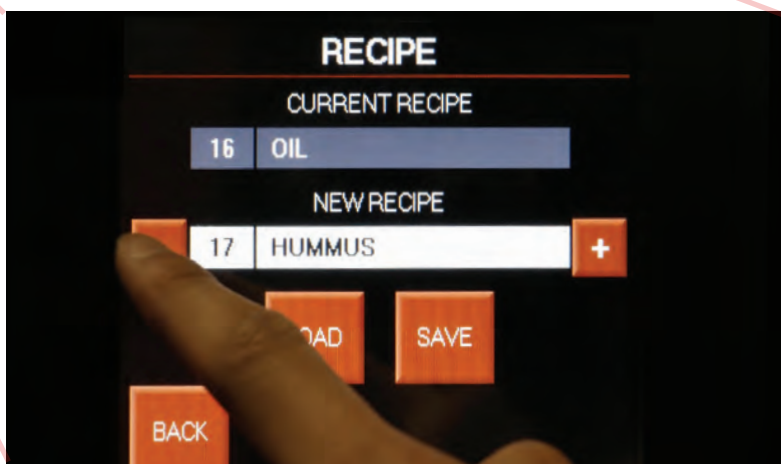 RECIPE
CURRENT RECIPE
16 OIL
NEW RECIPE
17 HUMMUS +
SAVE
BACK